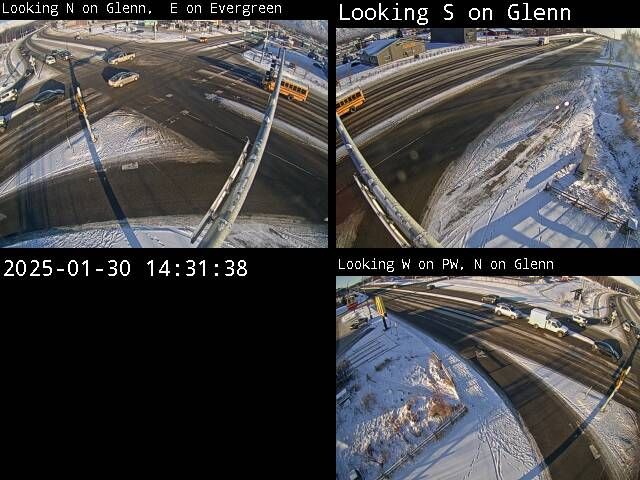 Looking N on Glenn,  E on Evergreen
Looking S on Glenn
2025-01-30 14:31:38
Looking W on PW, N on Glenn